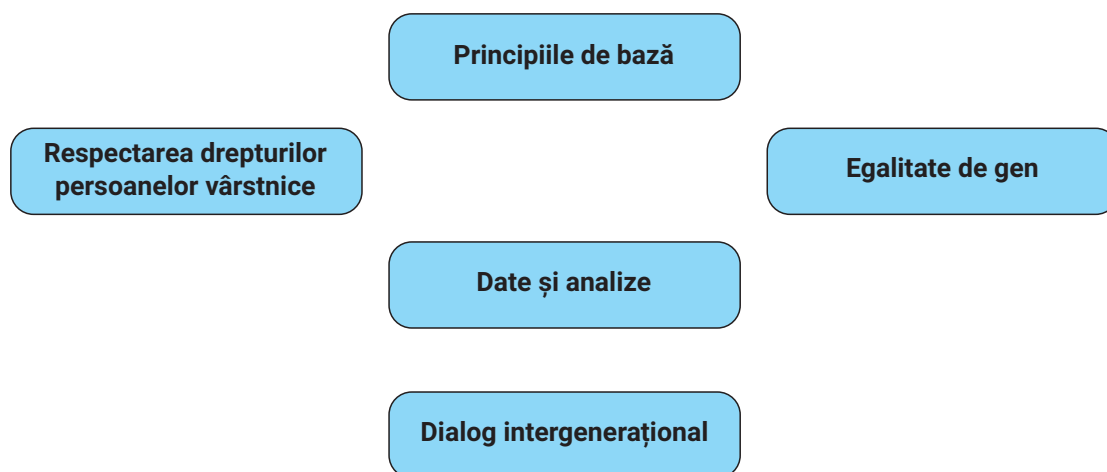 Principiile de bază
Respectarea drepturilor
persoanelor vârstnice
Egalitate de gen
Date și analize
Dialog intergenerațional